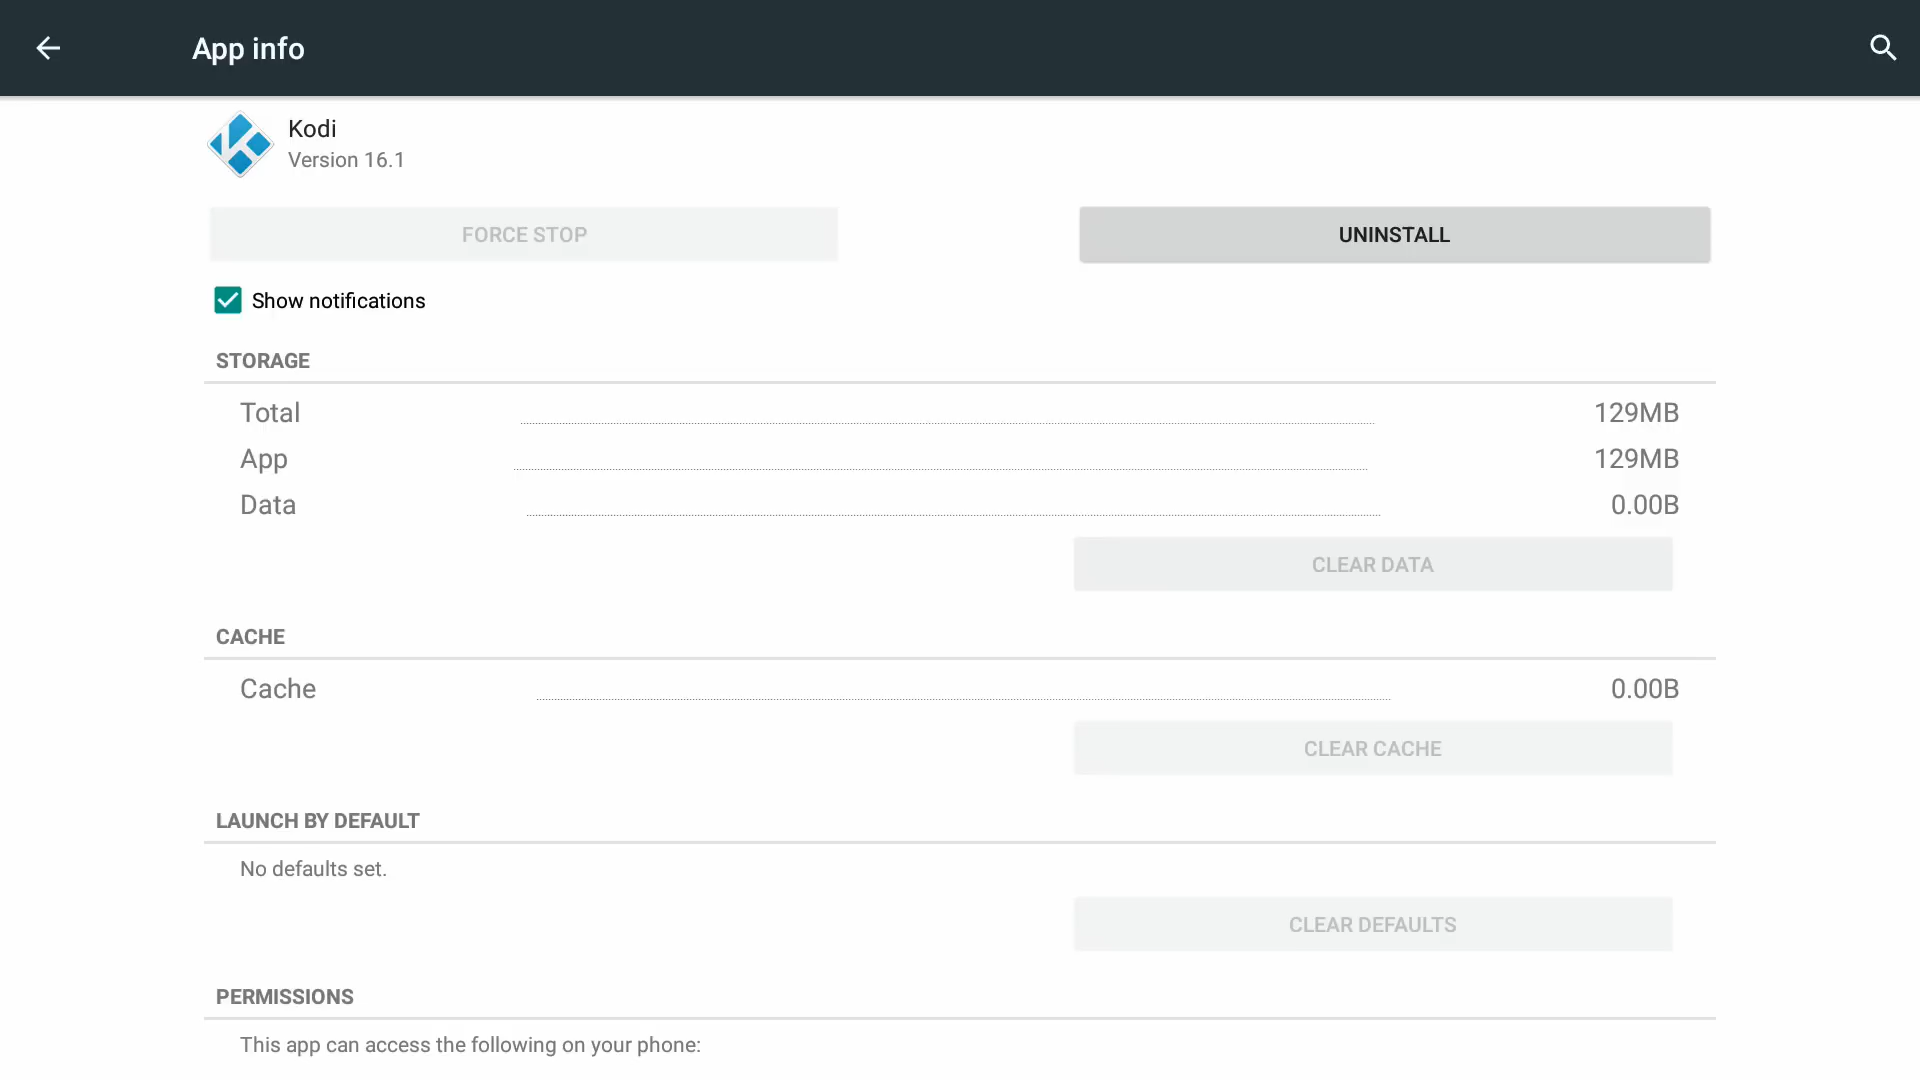 App info
Kodi
Version 16.1
FORCE STOP
UNINSTALL
Show notifications
STORAGE
Total 129MB
App 129MB
Data 0.00B
CLEAR DATA
CACHE
Cache 0.00B
CLEAR CACHE
LAUNCH BY DEFAULT
No defaults set.
CLEAR DEFAULTS
PERMISSIONS
This app can access the following on your phone: